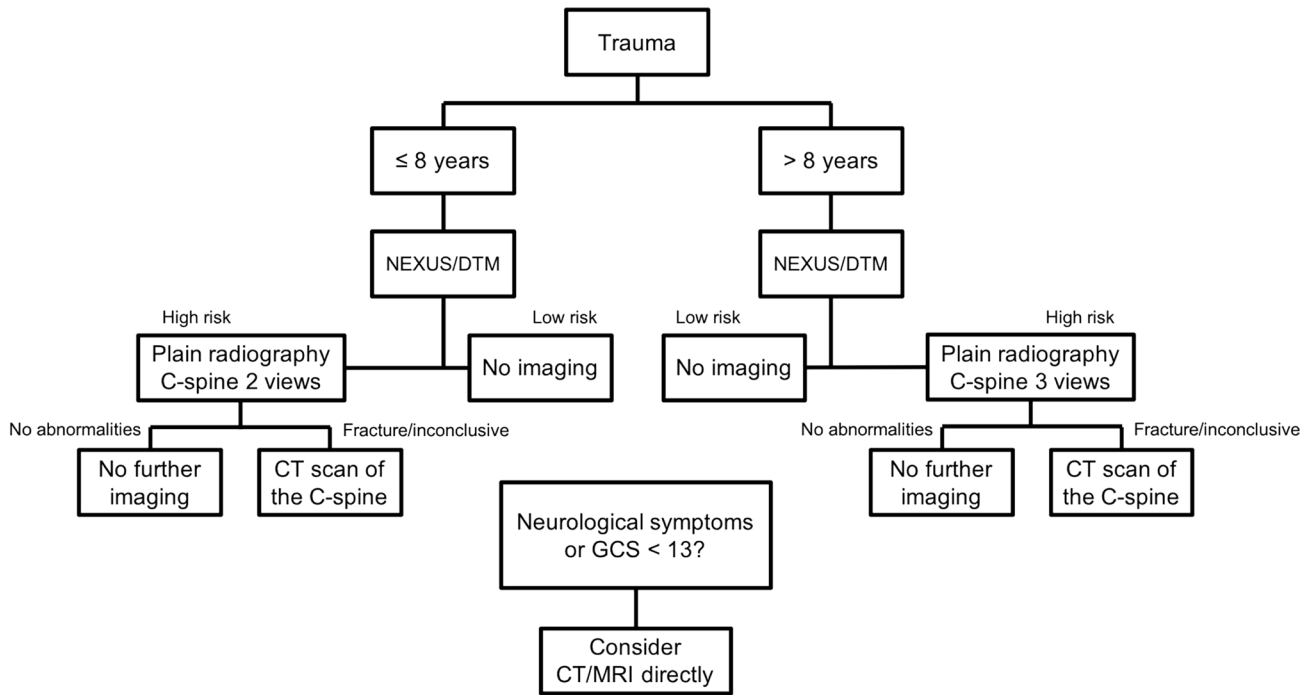 Trauma
≤ 8 years
> 8 years
NEXUS/DTM
NEXUS/DTM
High risk
Low risk
Low risk
High risk
Plain radiography
C-spine 2 views
No imaging
No imaging
Plain radiography
C-spine 3 views
No abnormalities
Fracture/inconclusive
No abnormalities
Fracture/inconclusive
No further
imaging
CT scan of
the C-spine
No further
imaging
CT scan of
the C-spine
Neurological symptoms
or GCS < 13?
Consider
CT/MRI directly